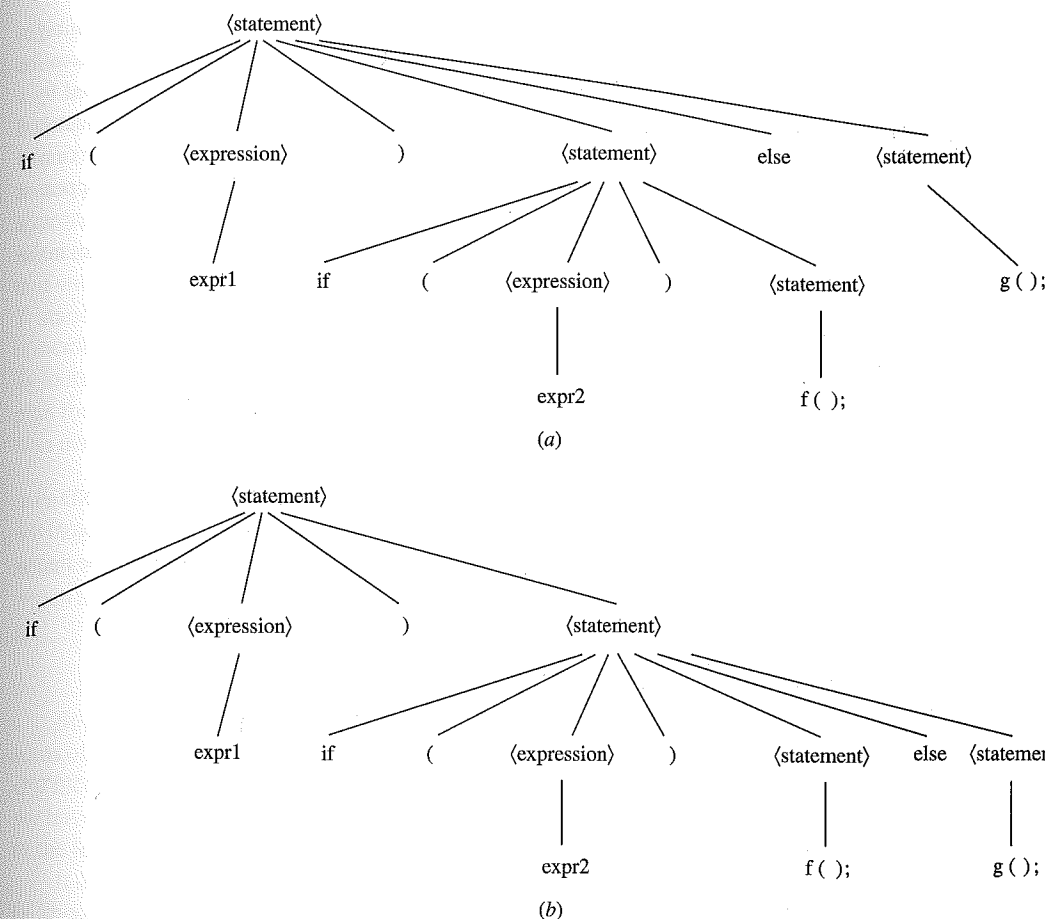 ⟨statement⟩
if ( ⟨expression⟩ ) ⟨statement⟩ else ⟨statement⟩
expr1 if ( ⟨expression⟩ ) ⟨statement⟩ g ( );
expr2 f ( );
(a)
⟨statement⟩
if ( ⟨expression⟩ ) ⟨statement⟩
expr1 if ( ⟨expression⟩ ) ⟨statement⟩ else ⟨statemen
expr2 f ( ); g ( );
(b)